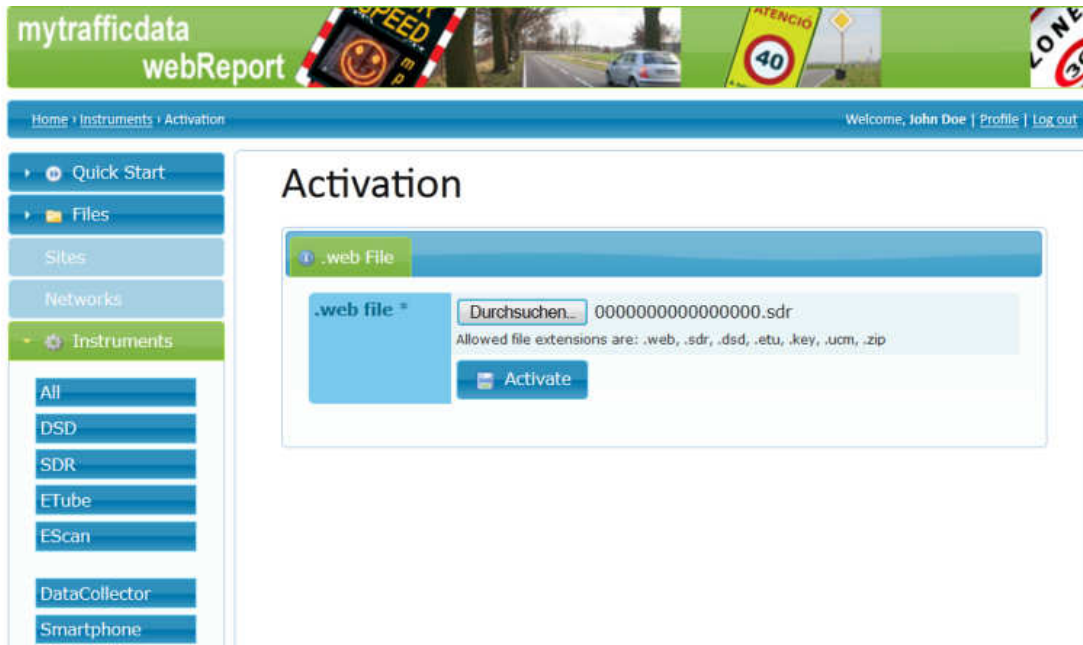 mytrafficdata
webReport
SPEED
ATENCIÓ
40
ZONE
30
Home › Instruments › Activation
Welcome, John Doe | Profile | Log out
Quick Start
Files
Sites
Networks
Instruments
All
DSD
SDR
ETube
EScan
DataCollector
Smartphone
Activation
.web File
.web file *
Durchsuchen... 0000000000000000.sdr
Allowed file extensions are: .web, .sdr, .dsd, .etu, .key, .ucm, .zip
Activate